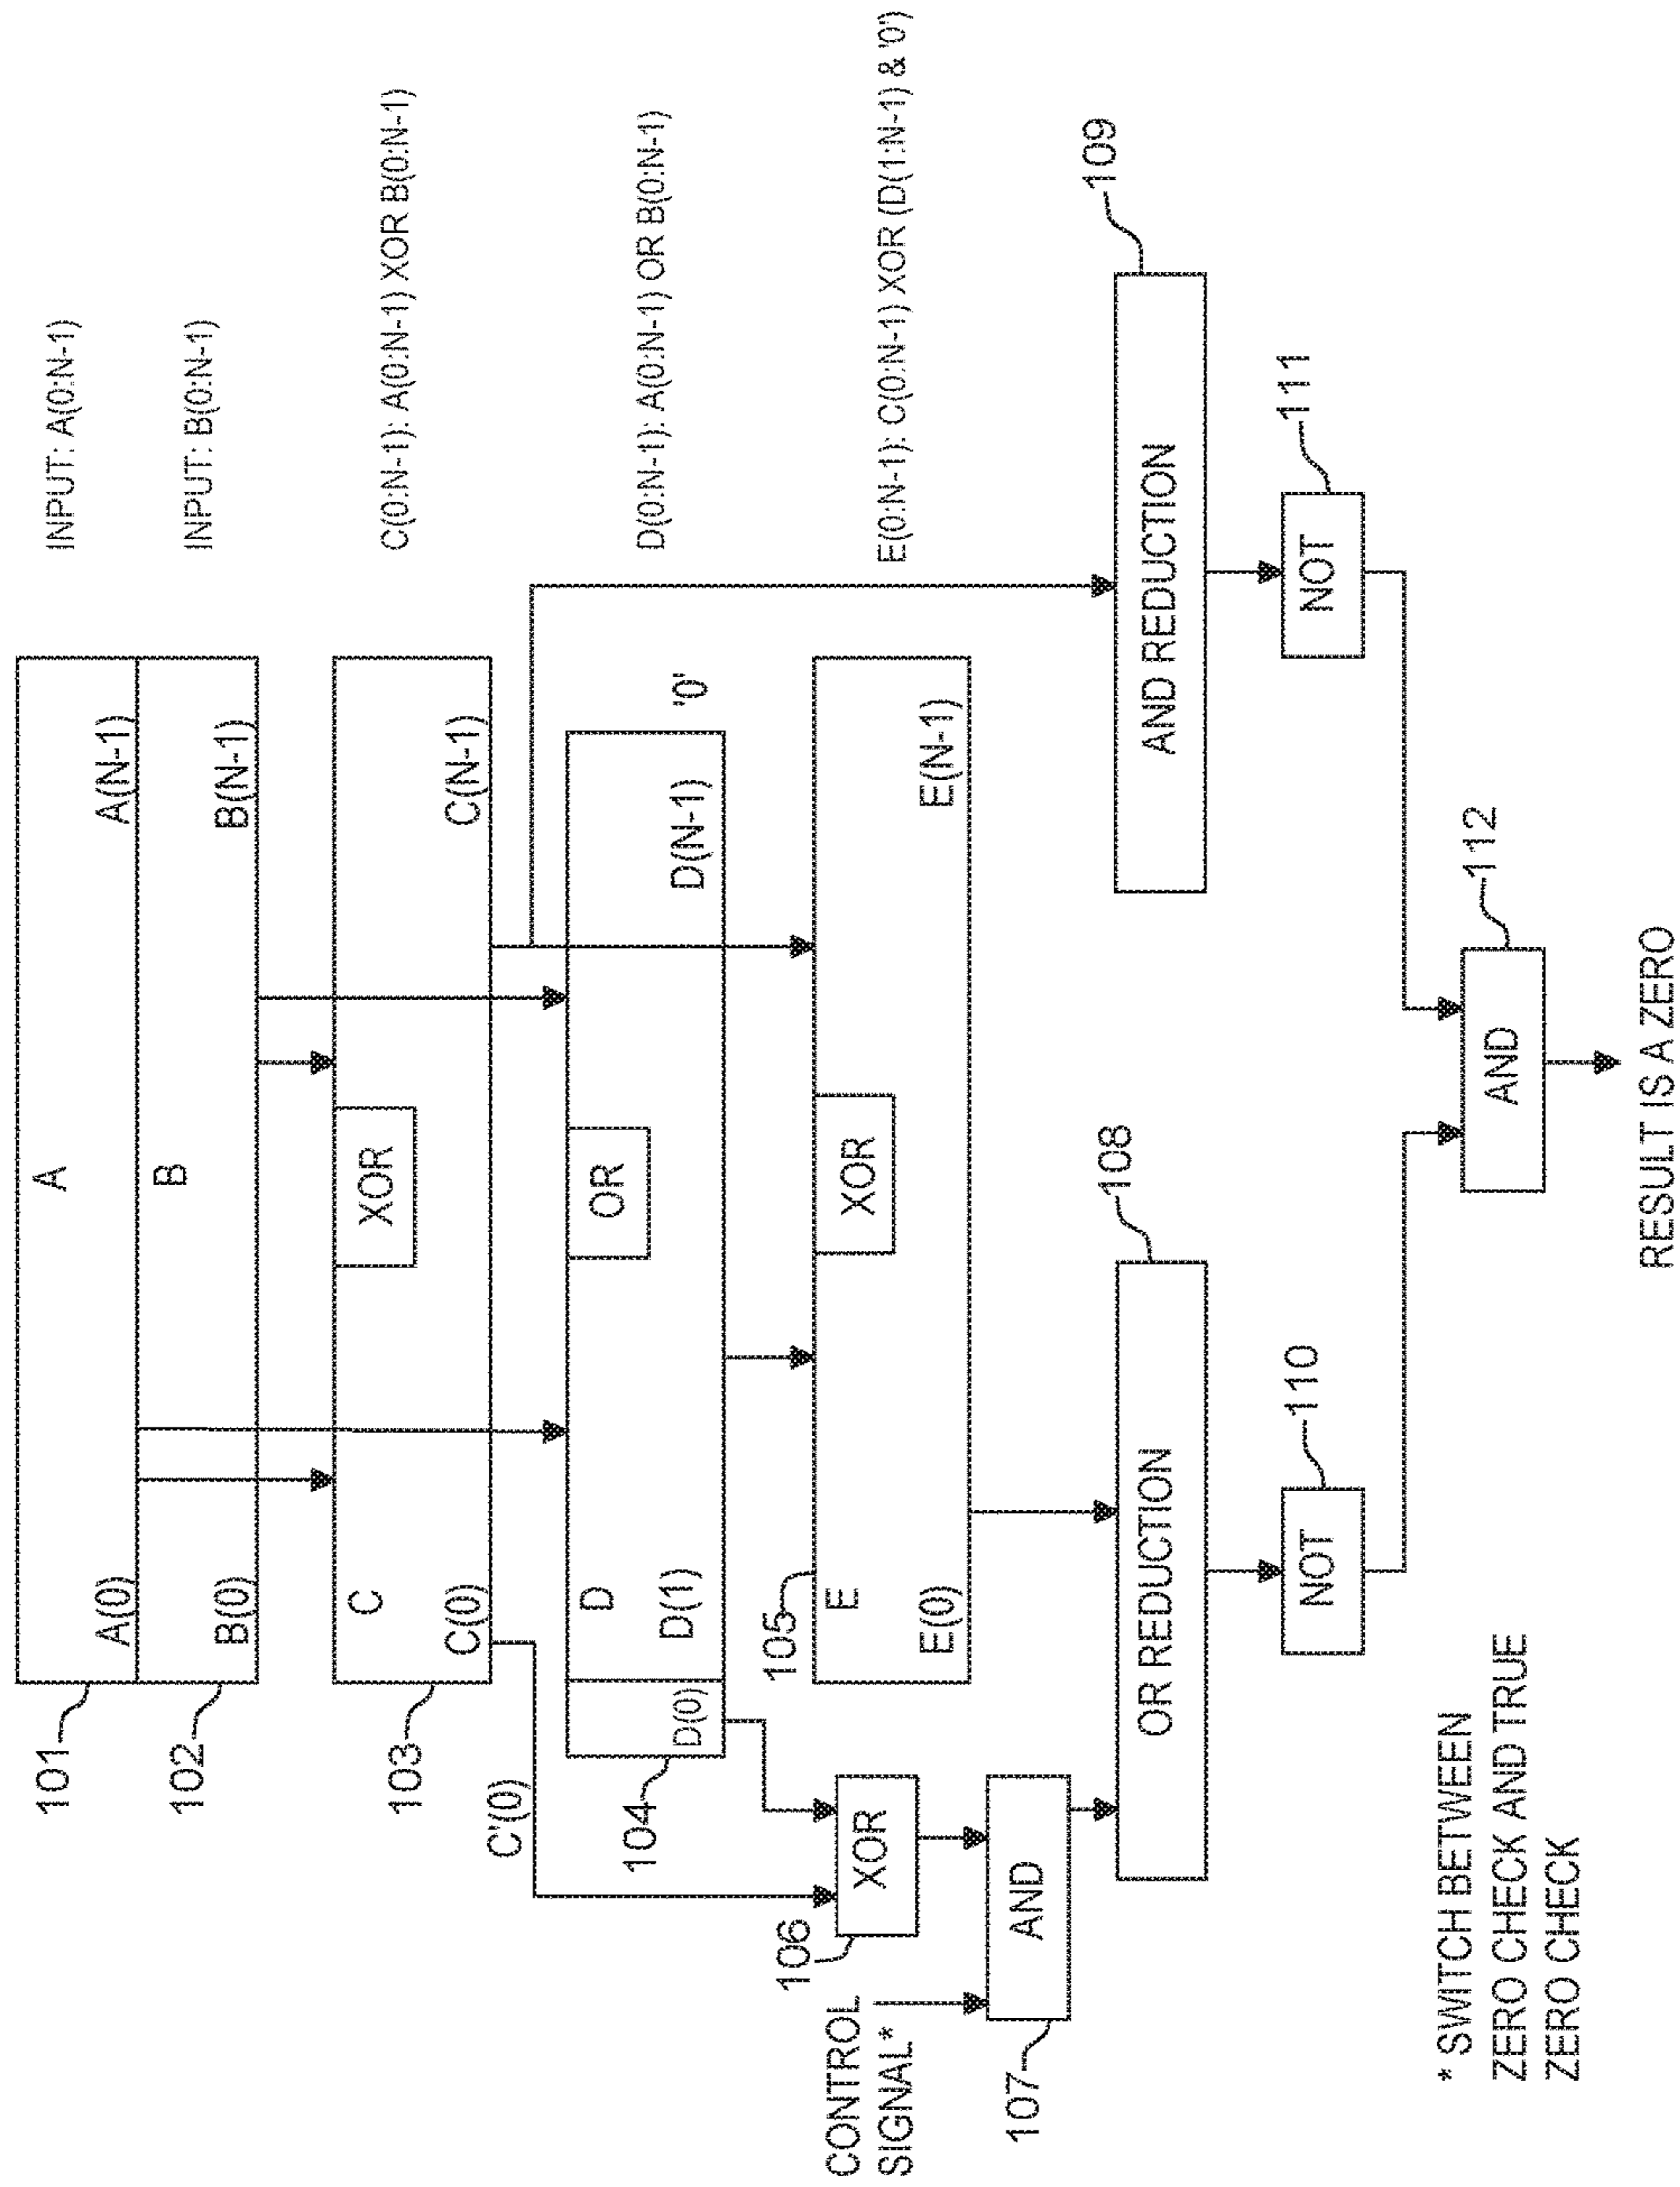 INPUT: A(0:N-1)
INPUT: B(0:N-1)
C(0:N-1): A(0:N-1) XOR B(0:N-1)
D(0:N-1): A(0:N-1) OR B(0:N-1)
E(0:N-1): C(0:N-1) XOR (D(1:N-1) & '0')
101
A
A(0)
A(N-1)
102
B
B(0)
B(N-1)
103
C
XOR
C(0)
C(N-1)
C'(0)
104
D
OR
D(0)
D(1)
D(N-1)
'0'
105
E
XOR
E(0)
E(N-1)
106
XOR
CONTROL
SIGNAL*
107
AND
108
OR REDUCTION
109
AND REDUCTION
110
NOT
111
NOT
112
AND
RESULT IS A ZERO
* SWITCH BETWEEN
ZERO CHECK AND TRUE
ZERO CHECK